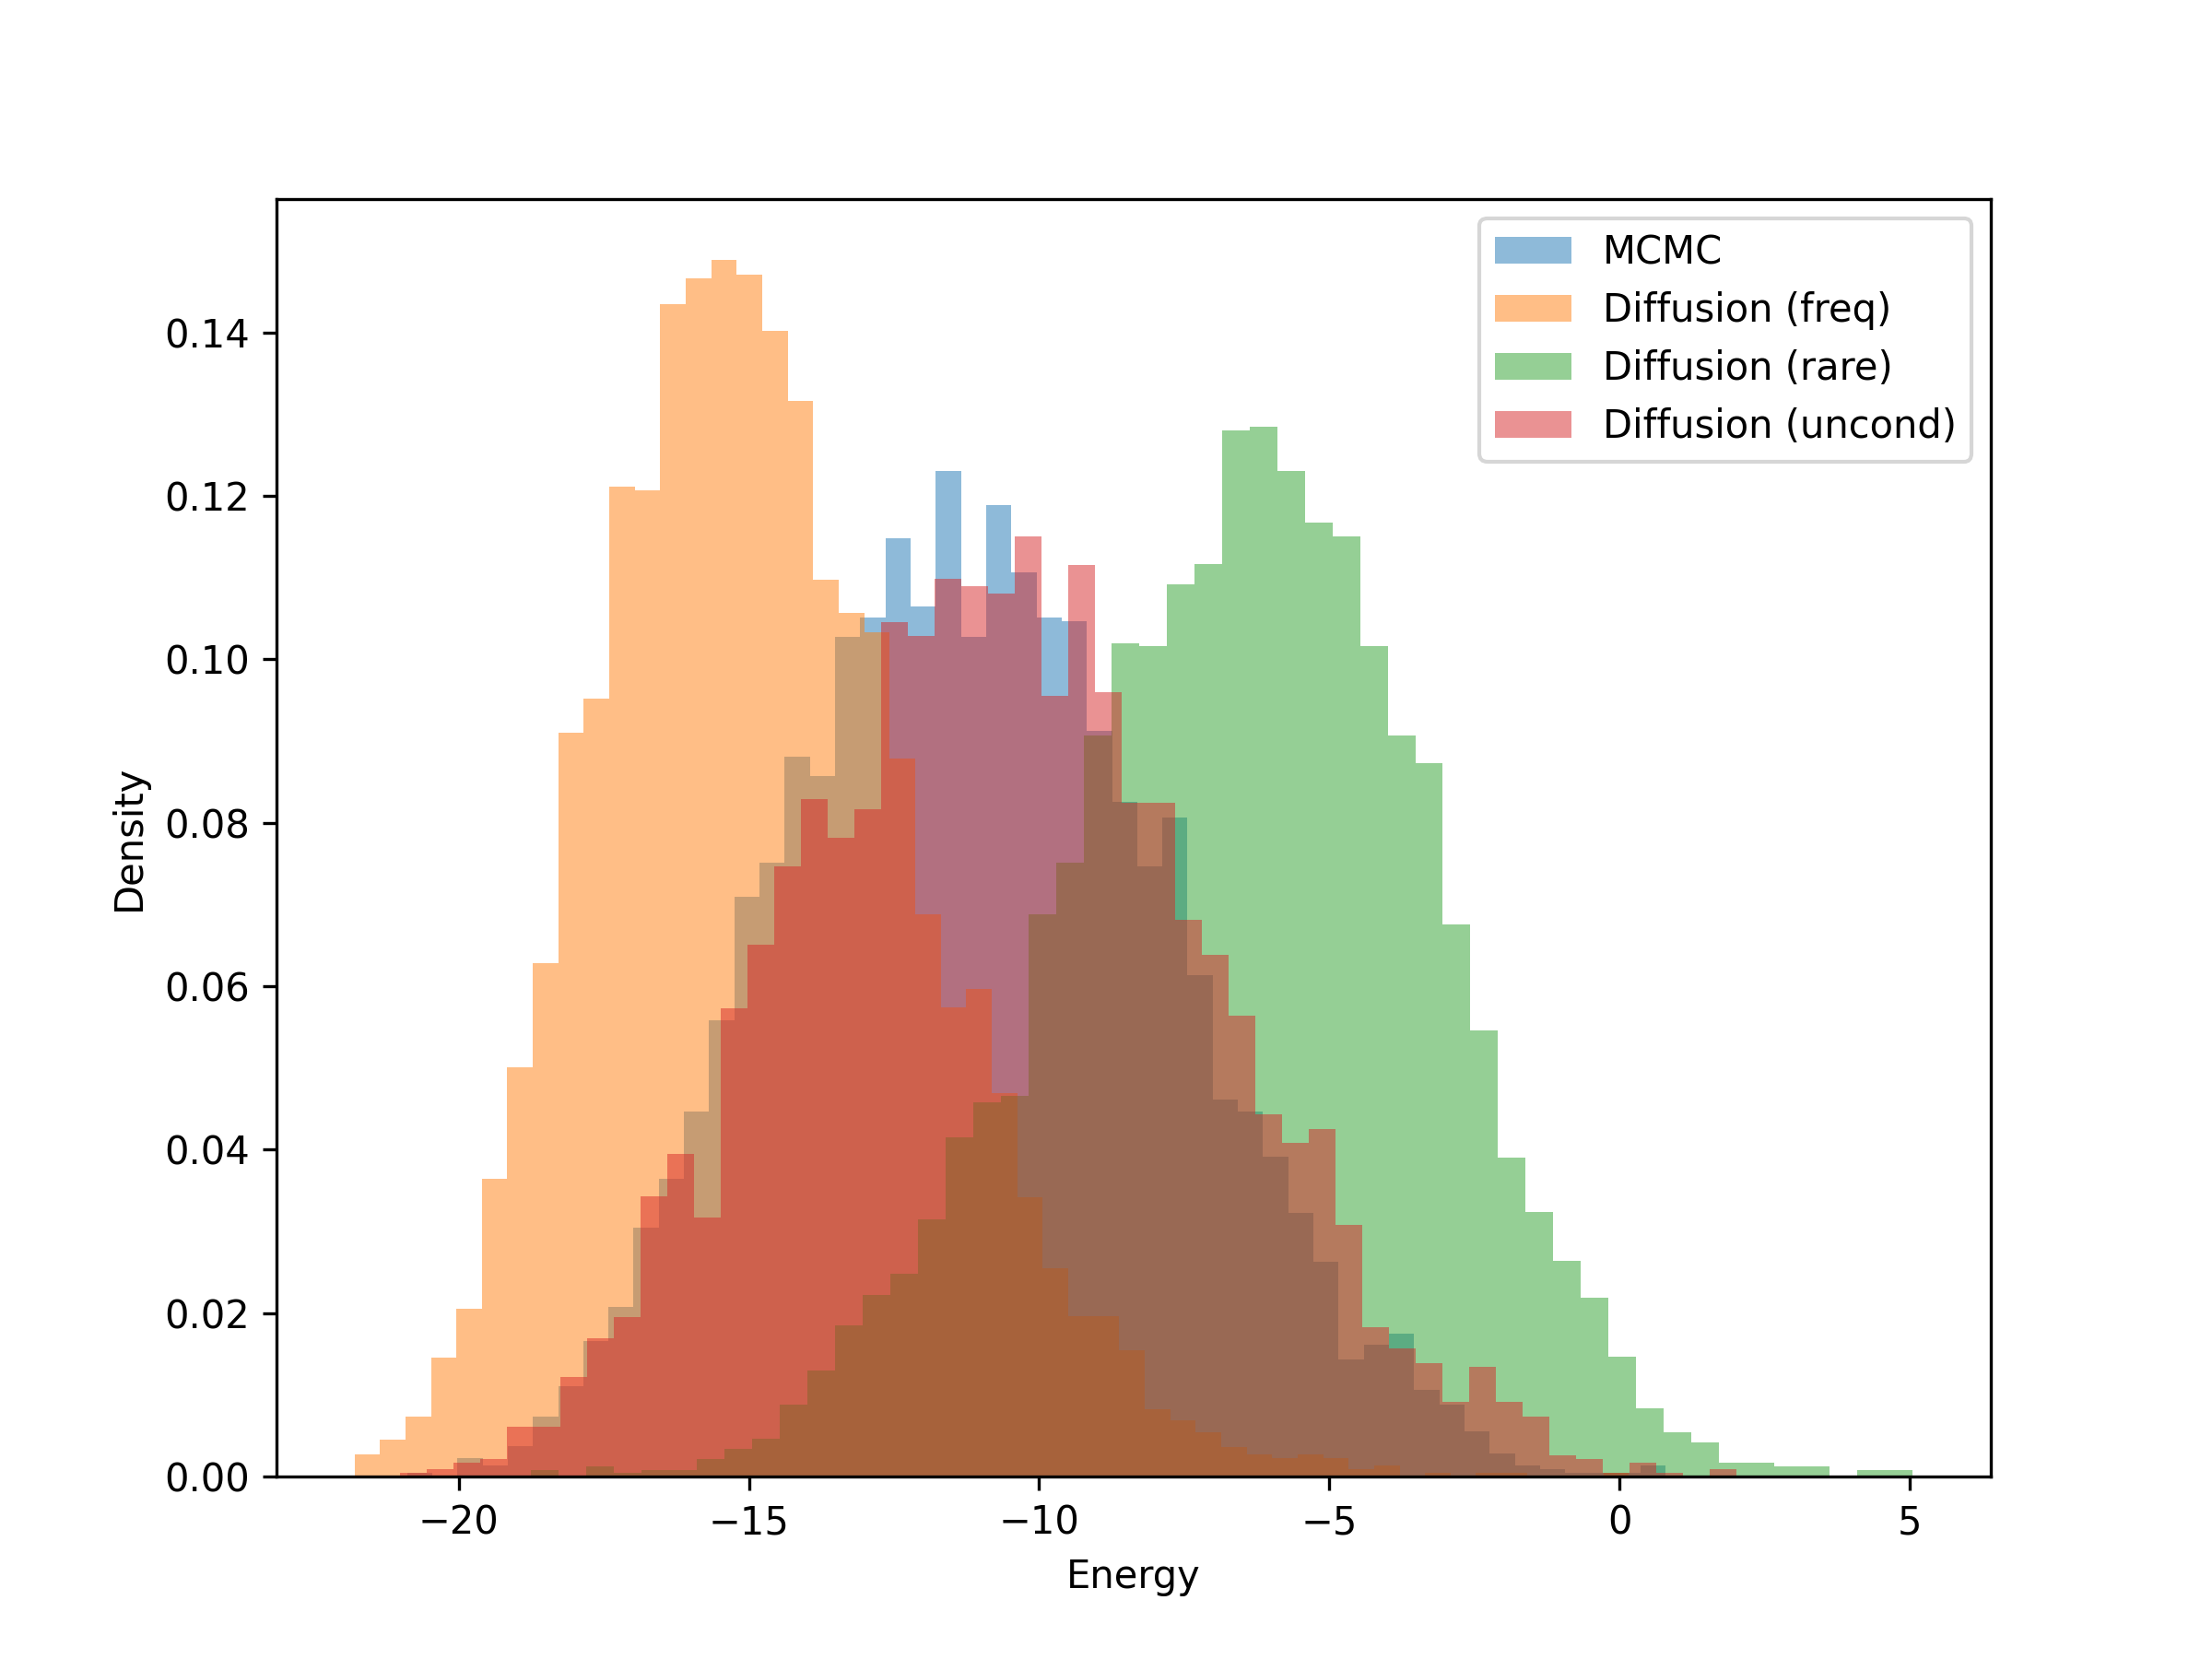 MCMC
Diffusion (freq)
Diffusion (rare)
Diffusion (uncond)
0.14
0.12
0.10
0.08
0.06
0.04
0.02
0.00
Density
−20 −15 −10 −5 0 5
Energy